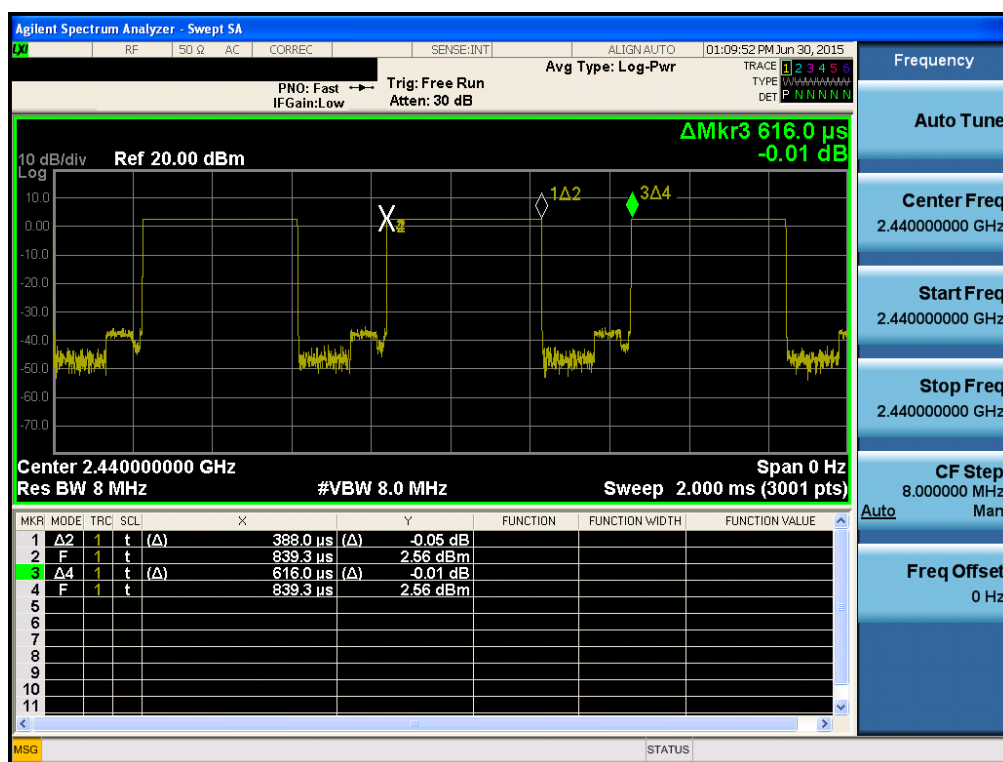 Agilent Spectrum Analyzer - Swept SA
LXI RF 50 Ω AC CORREC SENSE:INT ALIGN AUTO 01:09:52 PM Jun 30, 2015
Frequency
Avg Type: Log-Pwr
TRACE 1 2 3 4 5 6
TYPE
DET P N N N N N
PNO: Fast
IFGain:Low
Trig: Free Run
Atten: 30 dB
Auto Tune
ΔMkr3 616.0 µs
-0.01 dB
10 dB/div Ref 20.00 dBm
Log
10.0
0.00
-10.0
-20.0
-30.0
-40.0
-50.0
-60.0
-70.0
X
1Δ2
3Δ4
Center Freq
2.440000000 GHz
Start Freq
2.440000000 GHz
Stop Freq
2.440000000 GHz
CF Step
8.000000 MHz
Auto Man
Freq Offset
0 Hz
Center 2.440000000 GHz Span 0 Hz
Res BW 8 MHz #VBW 8.0 MHz Sweep 2.000 ms (3001 pts)
MKR MODE TRC SCL X Y FUNCTION FUNCTION WIDTH FUNCTION VALUE
1 Δ2 1 t (Δ) 388.0 µs (Δ) -0.05 dB
2 F 1 t 839.3 µs 2.56 dBm
3 Δ4 1 t (Δ) 616.0 µs (Δ) -0.01 dB
4 F 1 t 839.3 µs 2.56 dBm
5
6
7
8
9
10
11
MSG STATUS